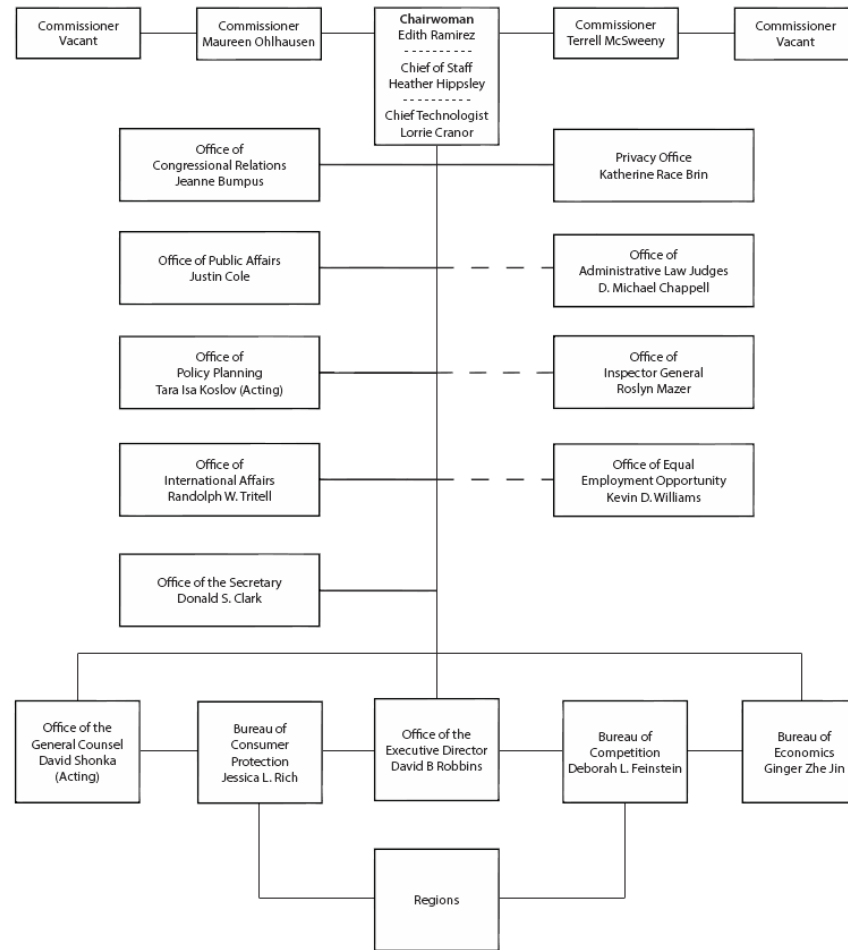 Commissioner
Vacant
Commissioner
Maureen Ohlhausen
Chairwoman
Edith Ramirez
Chief of Staff
Heather Hippsley
Chief Technologist
Lorrie Cranor
Commissioner
Terrell McSweeny
Commissioner
Vacant
Office of
Congressional Relations
Jeanne Bumpus
Privacy Office
Katherine Race Brin
Office of Public Affairs
Justin Cole
Office of
Administrative Law Judges
D. Michael Chappell
Office of
Policy Planning
Tara Isa Koslov (Acting)
Office of
Inspector General
Roslyn Mazer
Office of
International Affairs
Randolph W. Tritell
Office of Equal
Employment Opportunity
Kevin D. Williams
Office of the Secretary
Donald S. Clark
Office of the
General Counsel
David Shonka
(Acting)
Bureau of
Consumer
Protection
Jessica L. Rich
Office of the
Executive Director
David B Robbins
Bureau of
Competition
Deborah L. Feinstein
Bureau of
Economics
Ginger Zhe Jin
Regions